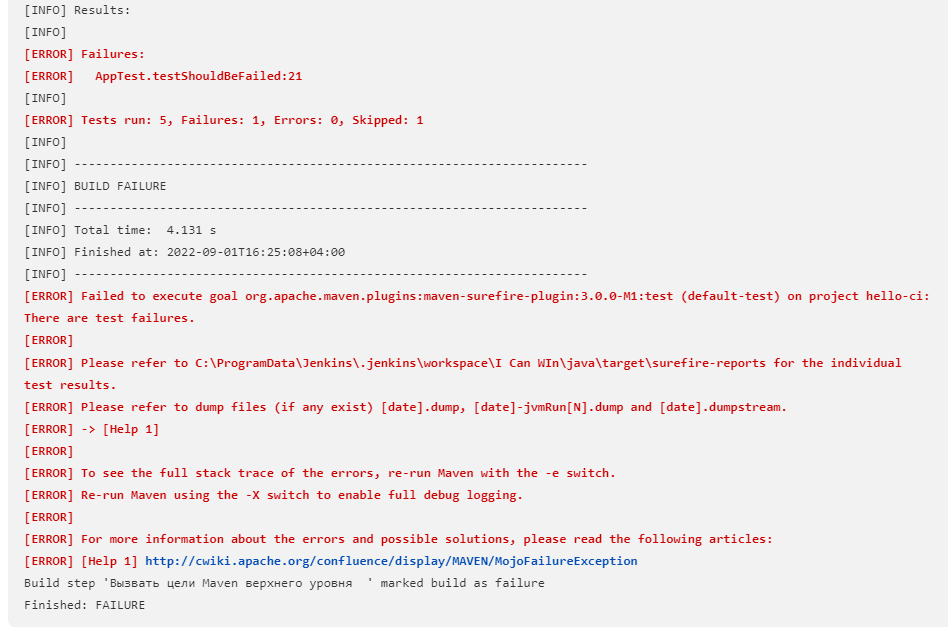 [INFO] Results:
[INFO]
[ERROR] Failures:
[ERROR]   AppTest.testShouldBeFailed:21
[INFO]
[ERROR] Tests run: 5, Failures: 1, Errors: 0, Skipped: 1
[INFO]
[INFO] ------------------------------------------------------------------------
[INFO] BUILD FAILURE
[INFO] ------------------------------------------------------------------------
[INFO] Total time:  4.131 s
[INFO] Finished at: 2022-09-01T16:25:08+04:00
[INFO] ------------------------------------------------------------------------
[ERROR] Failed to execute goal org.apache.maven.plugins:maven-surefire-plugin:3.0.0-M1:test (default-test) on project hello-ci:
There are test failures.
[ERROR]
[ERROR] Please refer to C:\ProgramData\Jenkins\.jenkins\workspace\I Can WIn\java\target\surefire-reports for the individual
test results.
[ERROR] Please refer to dump files (if any exist) [date].dump, [date]-jvmRun[N].dump and [date].dumpstream.
[ERROR] -> [Help 1]
[ERROR]
[ERROR] To see the full stack trace of the errors, re-run Maven with the -e switch.
[ERROR] Re-run Maven using the -X switch to enable full debug logging.
[ERROR]
[ERROR] For more information about the errors and possible solutions, please read the following articles:
[ERROR] [Help 1] http://cwiki.apache.org/confluence/display/MAVEN/MojoFailureException
Build step 'Вызвать цели Maven верхнего уровня  ' marked build as failure
Finished: FAILURE